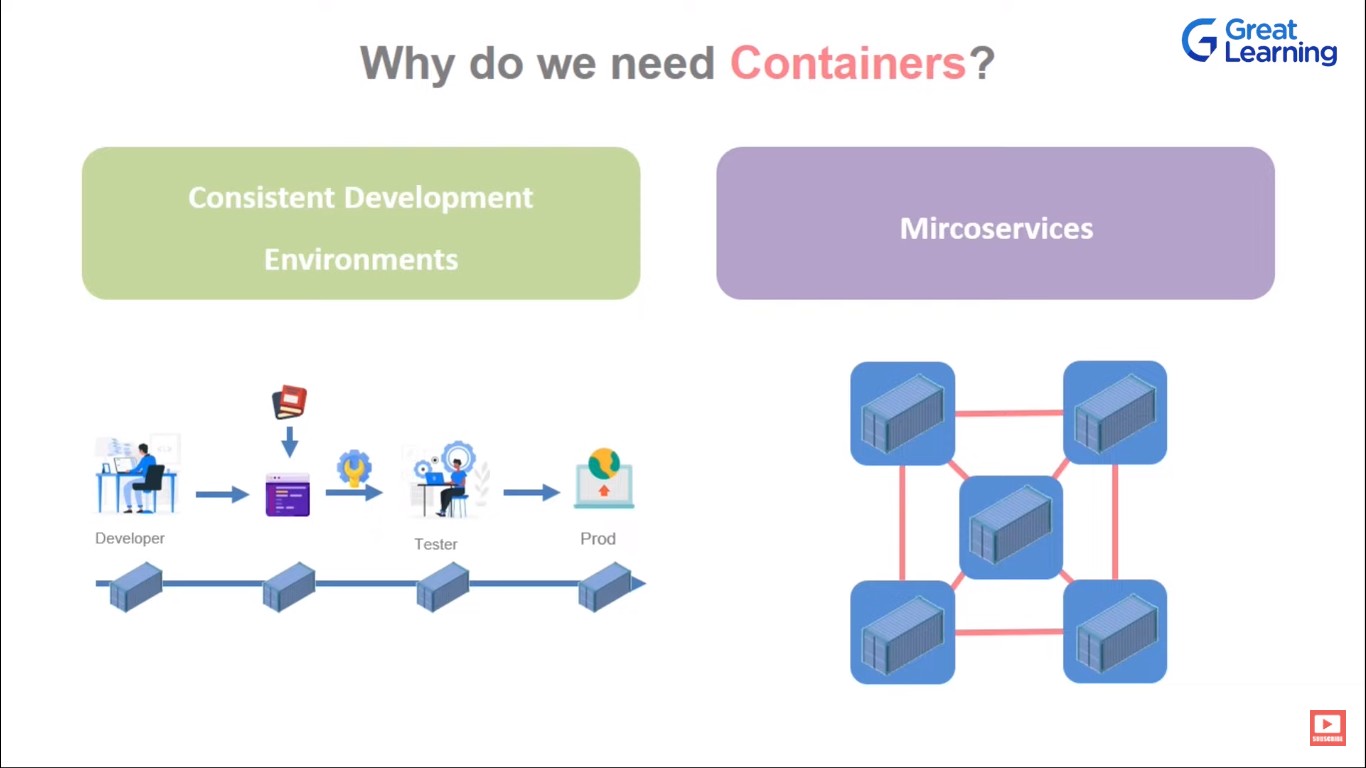 Why do we need Containers?
Great
Learning
Consistent Development
Environments
Mircoservices
Developer
Tester
Prod
SUBSCRIBE